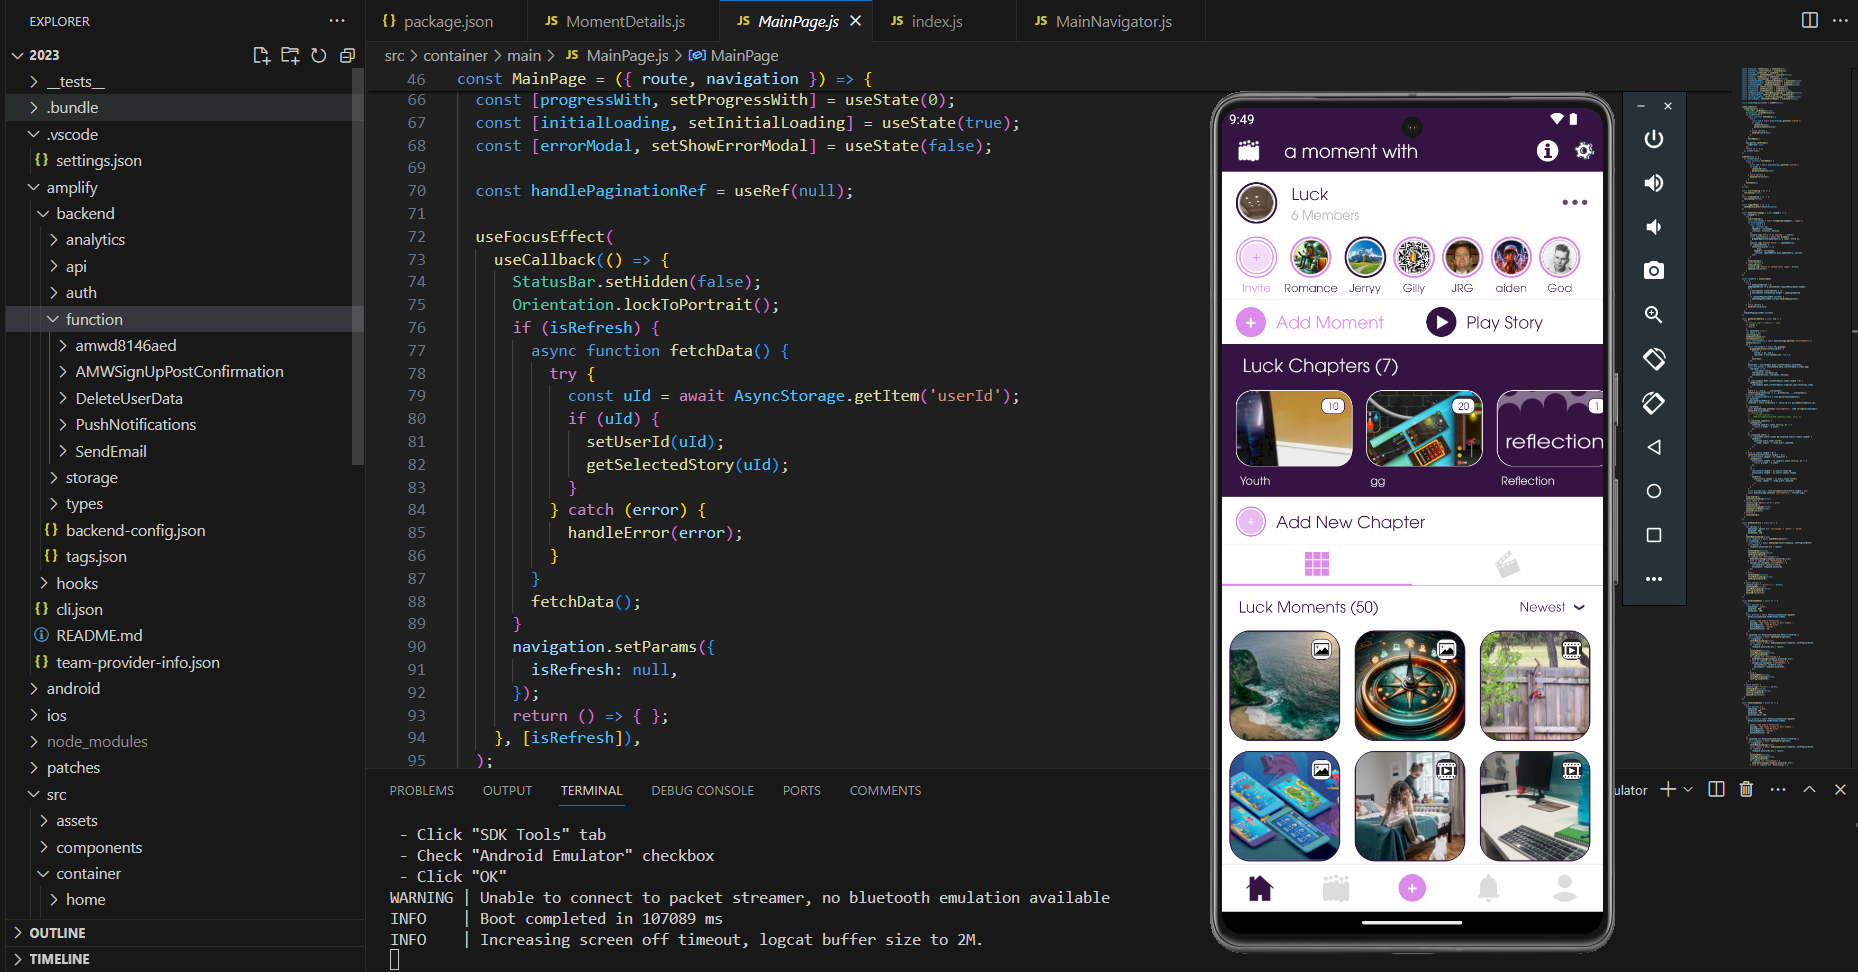 EXPLORER
2023
__tests__
.bundle
.vscode
settings.json
amplify
backend
analytics
api
auth
function
amwd8146aed
AMWSignUpPostConfirmation
DeleteUserData
PushNotifications
SendEmail
storage
types
backend-config.json
tags.json
hooks
cli.json
README.md
team-provider-info.json
android
ios
node_modules
patches
src
assets
components
container
home
OUTLINE
TIMELINE
package.json
JS MomentDetails.js
JS MainPage.js
JS index.js
JS MainNavigator.js
src > container > main > JS MainPage.js > MainPage
46 const MainPage = ({ route, navigation }) => {
66 const [progressWith, setProgressWith] = useState(0);
67 const [initialLoading, setInitialLoading] = useState(true);
68 const [errorModal, setShowErrorModal] = useState(false);
69
70 const handlePaginationRef = useRef(null);
71
72 useFocusEffect(
73 useCallback(() => {
74 StatusBar.setHidden(false);
75 Orientation.lockToPortrait();
76 if (isRefresh) {
77 async function fetchData() {
78 try {
79 const uId = await AsyncStorage.getItem('userId');
80 if (uId) {
81 setUserId(uId);
82 getSelectedStory(uId);
83 }
84 } catch (error) {
85 handleError(error);
86 }
87 }
88 fetchData();
89 }
90 navigation.setParams({
91 isRefresh: null,
92 });
93 return () => { };
94 }, [isRefresh]),
95 );
PROBLEMS OUTPUT TERMINAL DEBUG CONSOLE PORTS COMMENTS
ulator
- Click "SDK Tools" tab
- Check "Android Emulator" checkbox
- Click "OK"
WARNING | Unable to connect to packet streamer, no bluetooth emulation available
INFO | Boot completed in 107089 ms
INFO | Increasing screen off timeout, logcat buffer size to 2M.
9:49
a moment with
Luck
6 Members
Invite Romance Jerryy Gilly JRG aiden God
Add Moment Play Story
Luck Chapters (7)
10 20 1
reflection
Youth gg Reflection
Add New Chapter
Luck Moments (50) Newest